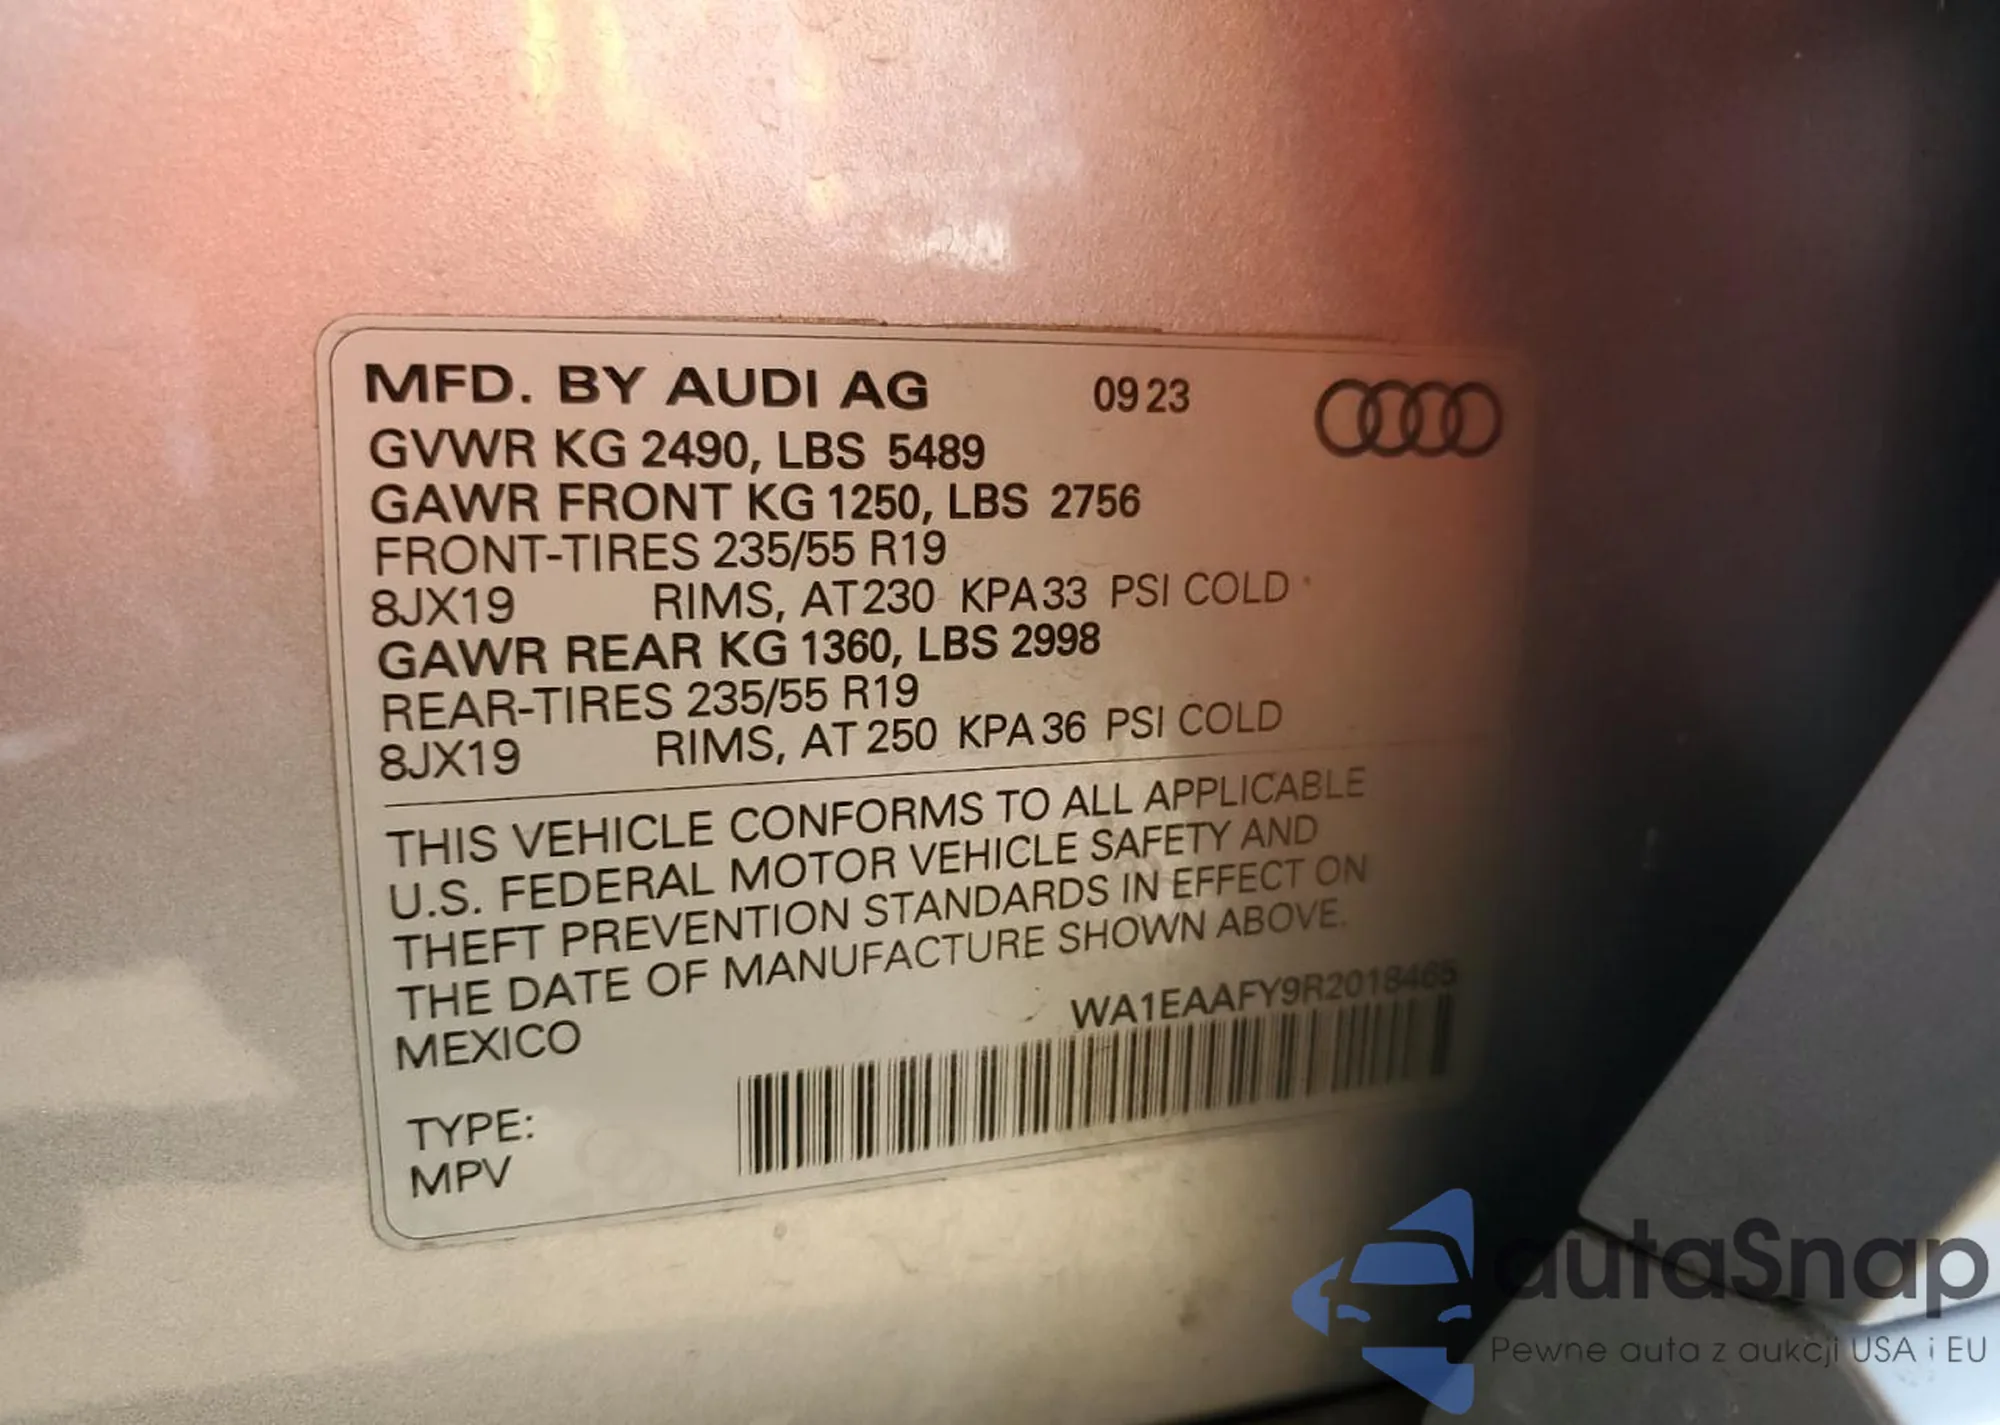 MFD. BY AUDI AG 09 23
GVWR KG 2490, LBS 5489
GAWR FRONT KG 1250, LBS 2756
FRONT-TIRES 235/55 R19
8JX19 RIMS, AT 230 KPA 33 PSI COLD
GAWR REAR KG 1360, LBS 2998
REAR-TIRES 235/55 R19
8JX19 RIMS, AT 250 KPA 36 PSI COLD
THIS VEHICLE CONFORMS TO ALL APPLICABLE
U.S. FEDERAL MOTOR VEHICLE SAFETY AND
THEFT PREVENTION STANDARDS IN EFFECT ON
THE DATE OF MANUFACTURE SHOWN ABOVE.
MEXICO WA1EAAFY9R2018465
TYPE:
MPV
autaSnap
Pewne auta z aukcji USA i EU